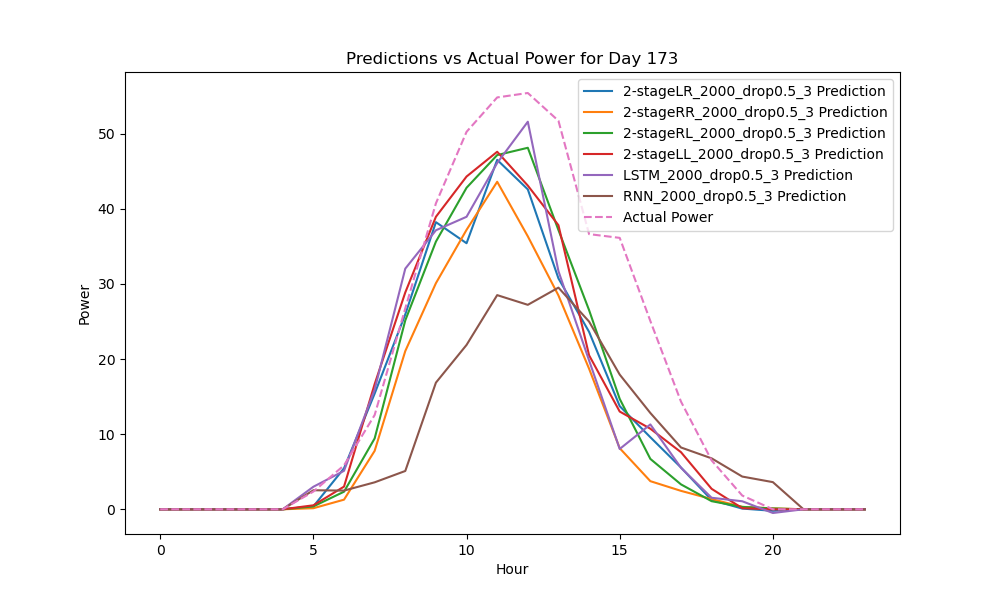 Predictions vs Actual Power for Day 173
2-stageLR_2000_drop0.5_3 Prediction
2-stageRR_2000_drop0.5_3 Prediction
2-stageRL_2000_drop0.5_3 Prediction
2-stageLL_2000_drop0.5_3 Prediction
LSTM_2000_drop0.5_3 Prediction
RNN_2000_drop0.5_3 Prediction
Actual Power
Power
50
40
30
20
10
0
0 5 10 15 20
Hour